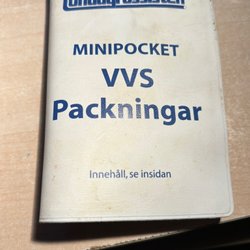 MINIPOCKET
VVS
Packningar
Innehåll, se insidan